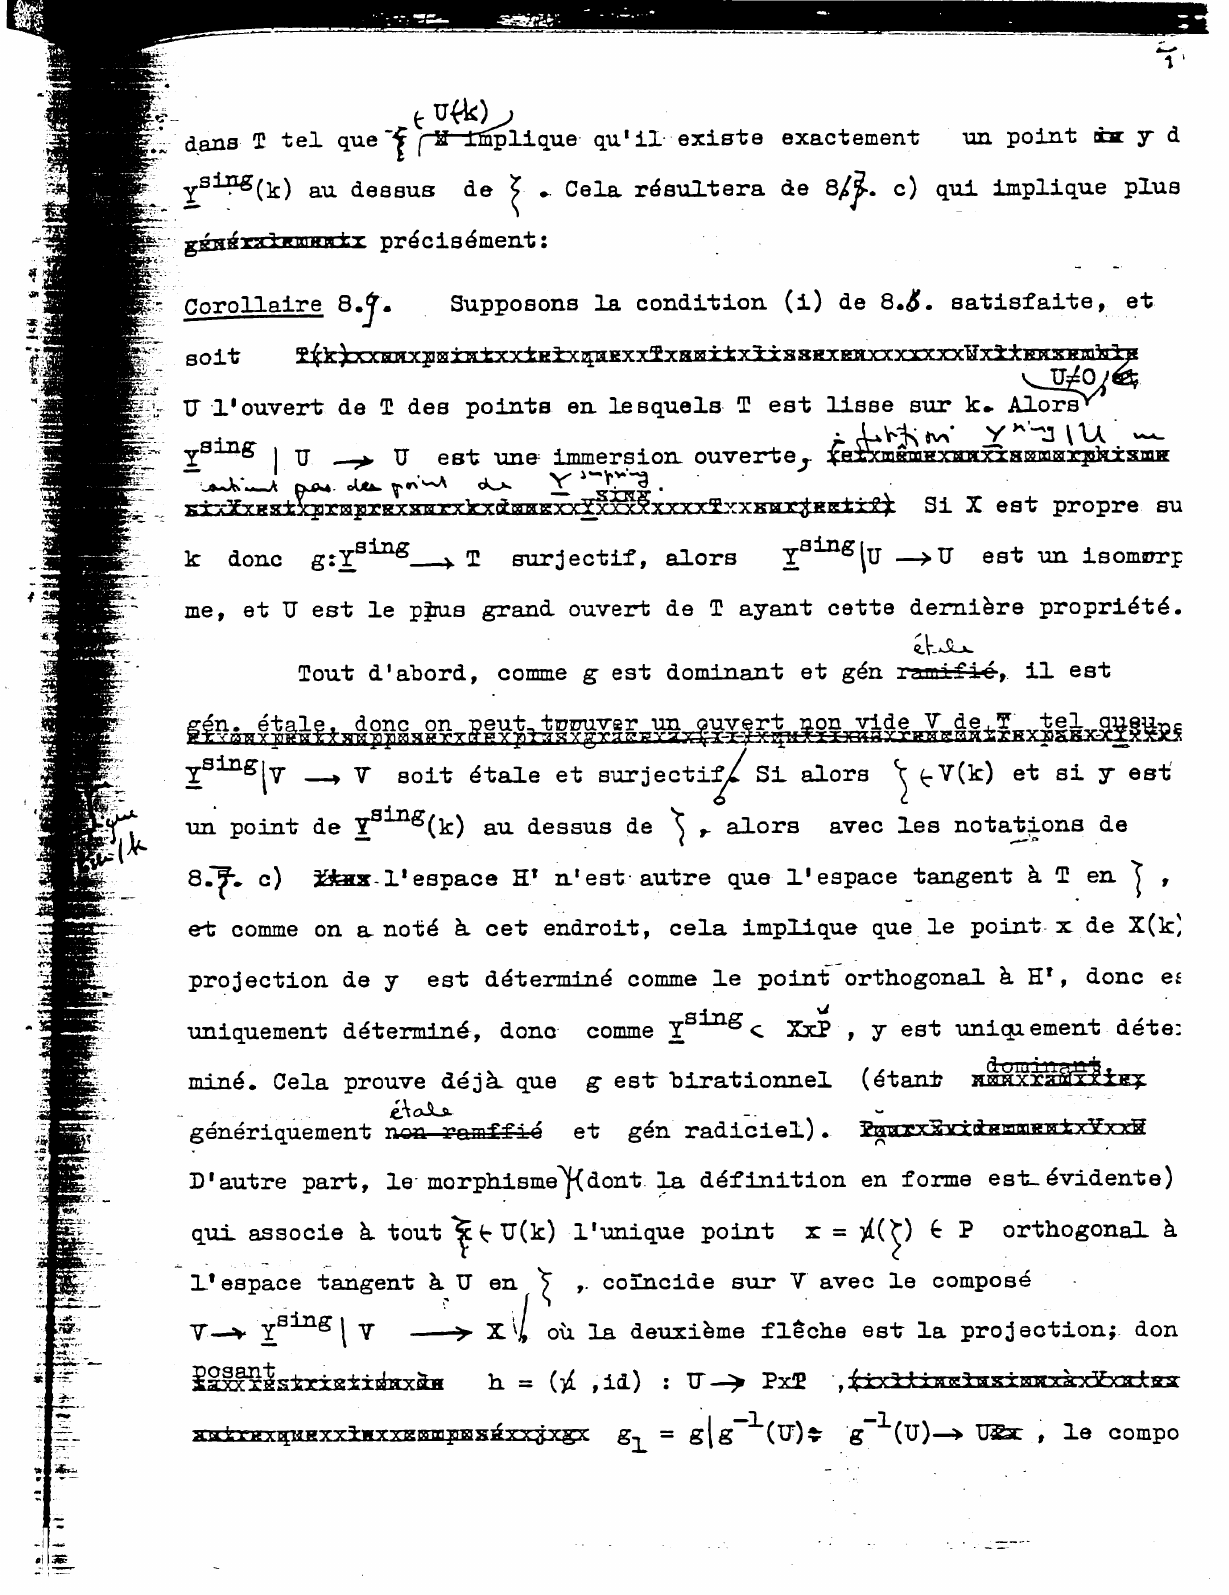 dans T tel que ξ ∈ U(k) implique qu'il existe exactement un point y d
Y^sing(k) au dessus de ξ . Cela résultera de 8.7. c) qui implique plus
précisément:
Corollaire 8.9. Supposons la condition (i) de 8.8. satisfaite, et
soit
U≠0,
U l'ouvert de T des points en lesquels T est lisse sur k. Alors
Y^sing | U → U est une immersion ouverte,
pas des points de Y
Si X est propre su
k donc g:Y^sing → T surjectif, alors Y^sing|U → U est un isomorp
me, et U est le plus grand ouvert de T ayant cette dernière propriété.
Tout d'abord, comme g est dominant et gén étale, il est
gén. étale, donc on peut trouver un ouvert non vide V de T tel que
Y^sing|V → V soit étale et surjectif. Si alors ξ ∈ V(k) et si y est
un point de Y^sing(k) au dessus de ξ , alors avec les notations de
8.7. c) l'espace H' n'est autre que l'espace tangent à T en ξ ,
et comme on a noté à cet endroit, cela implique que le point x de X(k)
projection de y est déterminé comme le point orthogonal à H', donc es
uniquement déterminé, donc comme Y^sing ⊂ XxP̌ , y est uniquement déter
miné. Cela prouve déjà que g est birationnel (étant
génériquement étale et gén radiciel).
D'autre part, le morphisme ψ (dont la définition en forme est évidente)
qui associe à tout ξ ∈ U(k) l'unique point x = ψ(ξ) ∈ P orthogonal à
l'espace tangent à U en ξ , coïncide sur V avec le composé
V → Y^sing | V → X , où la deuxième flèche est la projection; don
posant h = (ψ ,id) : U → PxT ,
g₁ = g|g⁻¹(U): g⁻¹(U) → U , le compo